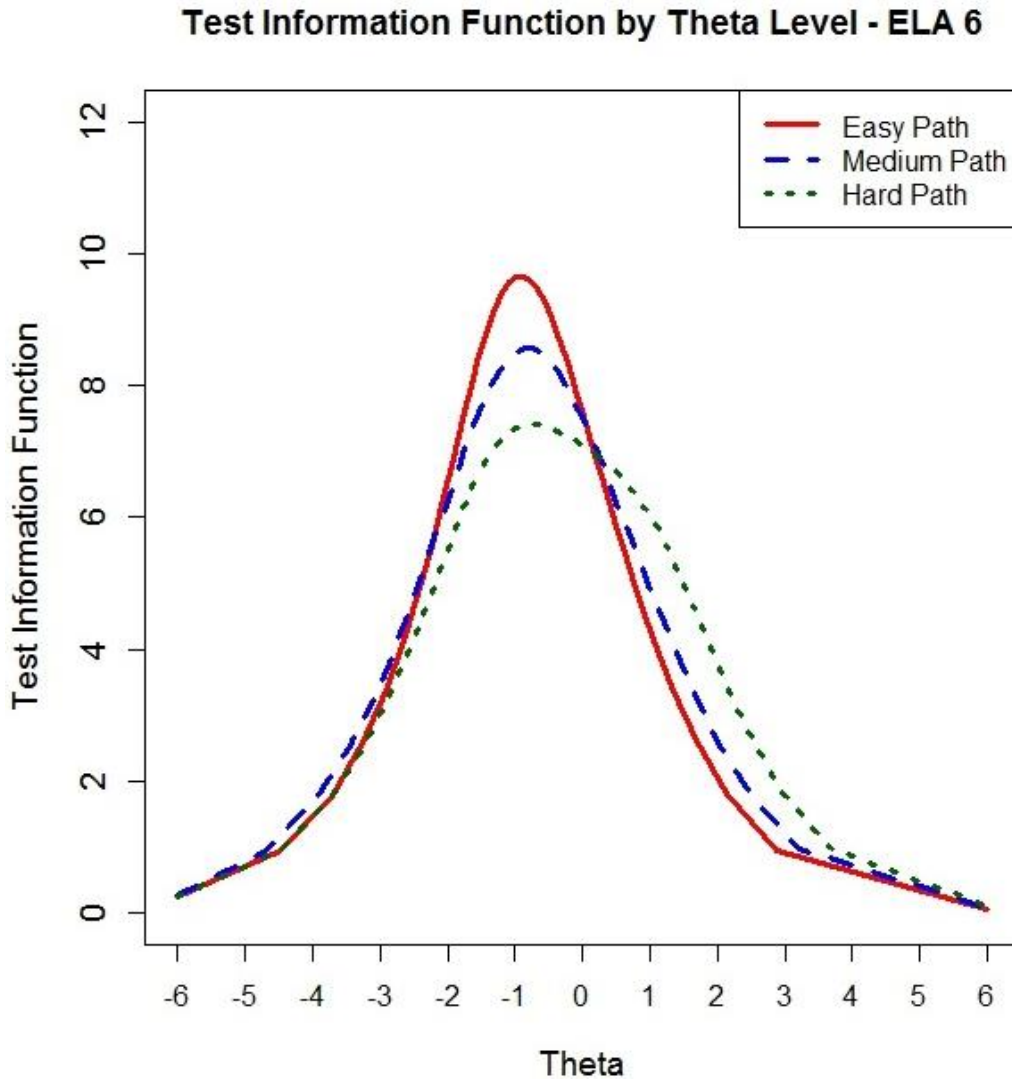 Test Information Function by Theta Level - ELA 6
Easy Path
Medium Path
Hard Path
Test Information Function
12
10
8
6
4
2
0
-6 -5 -4 -3 -2 -1 0 1 2 3 4 5 6
Theta